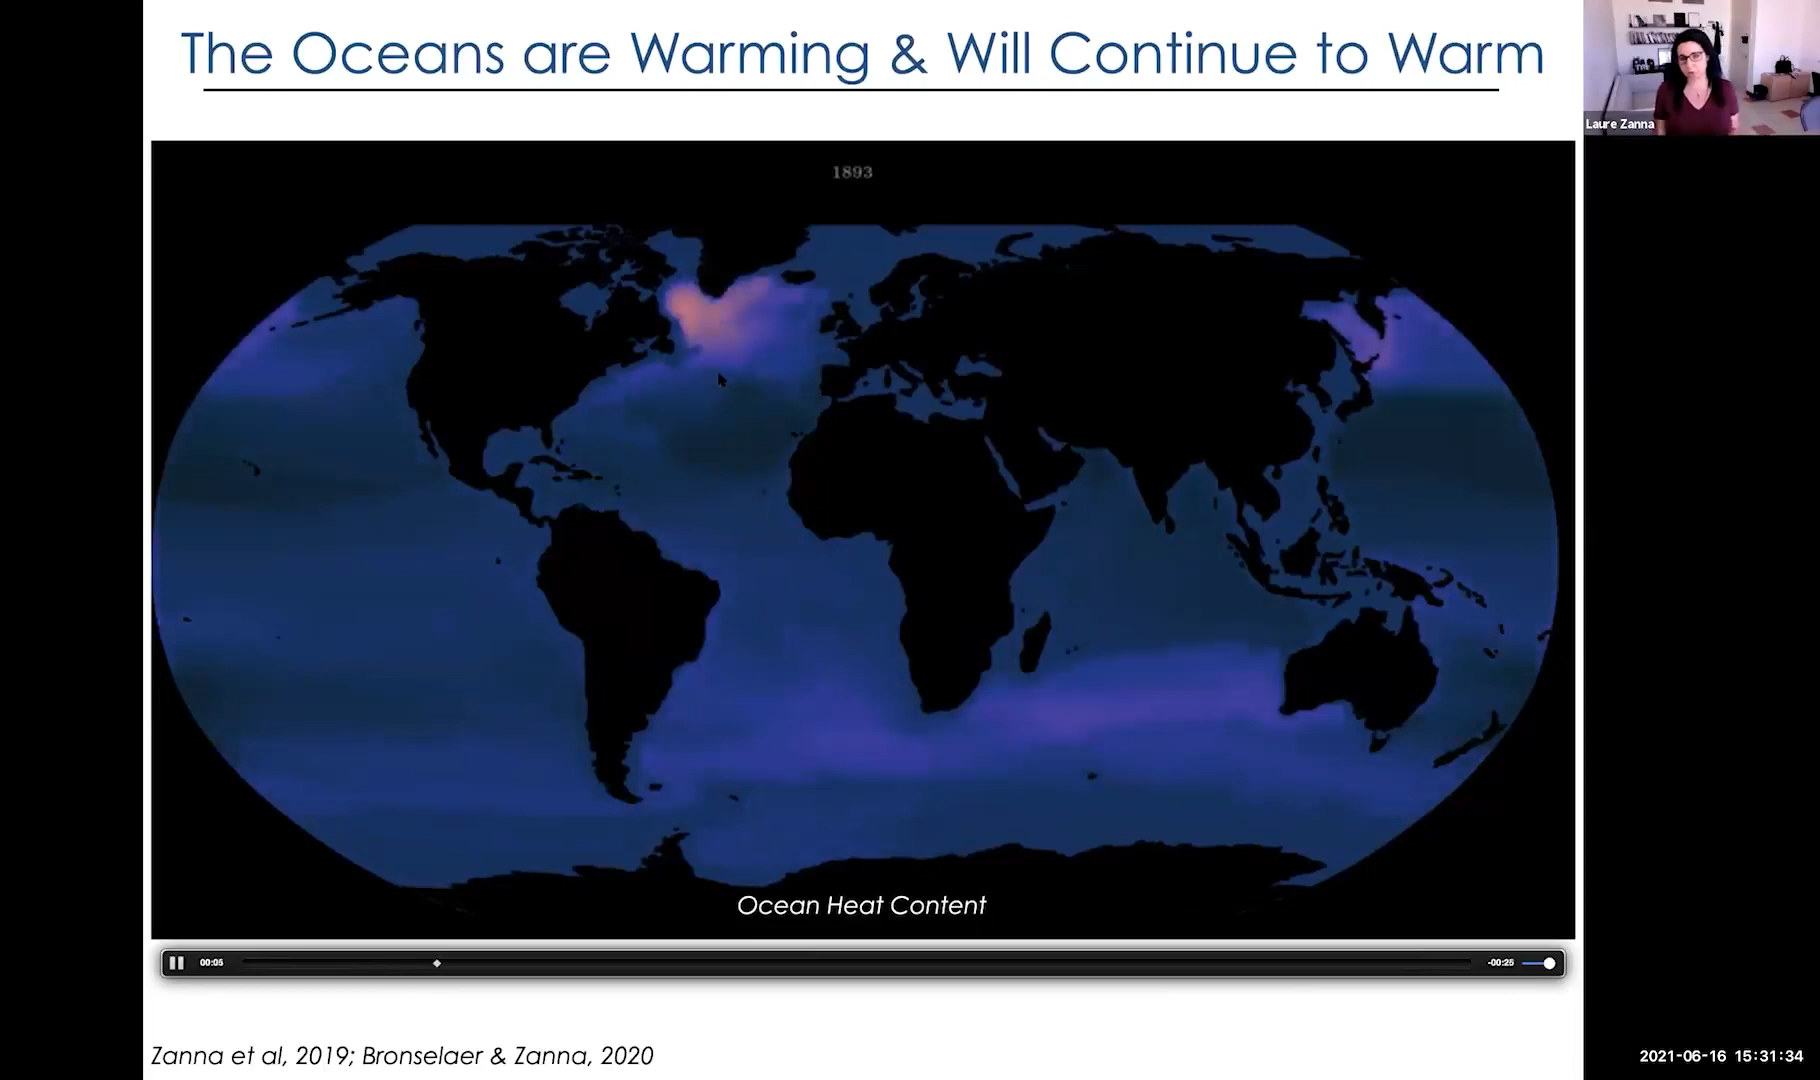 The Oceans are Warming & Will Continue to Warm
Laure Zanna
1893
Ocean Heat Content
00:05
-00:25
Zanna et al, 2019; Bronselaer & Zanna, 2020
2021-06-16 15:31:34